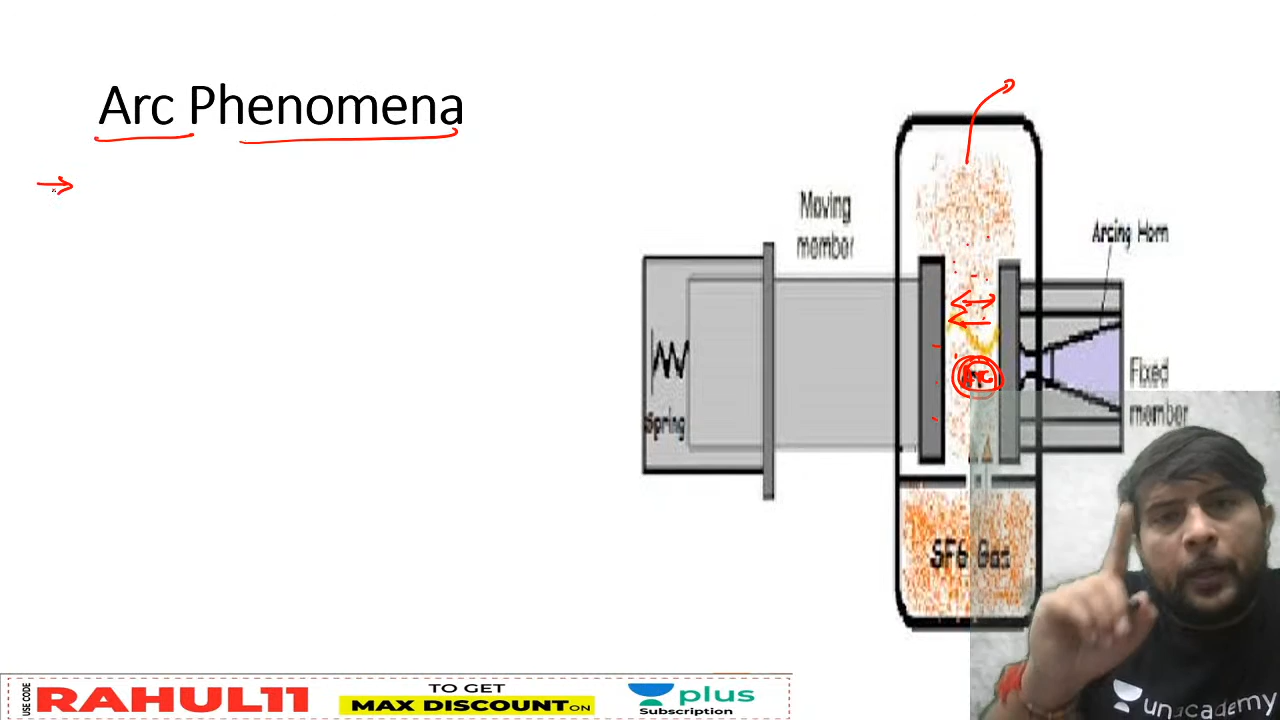 Arc Phenomena
Moving
member
Arcing Horn
Arc
Spring
Fixed
member
SF6 Gas
USE CODE
RAHUL11
TO GET
MAX DISCOUNT ON
plus
Subscription
unacademy